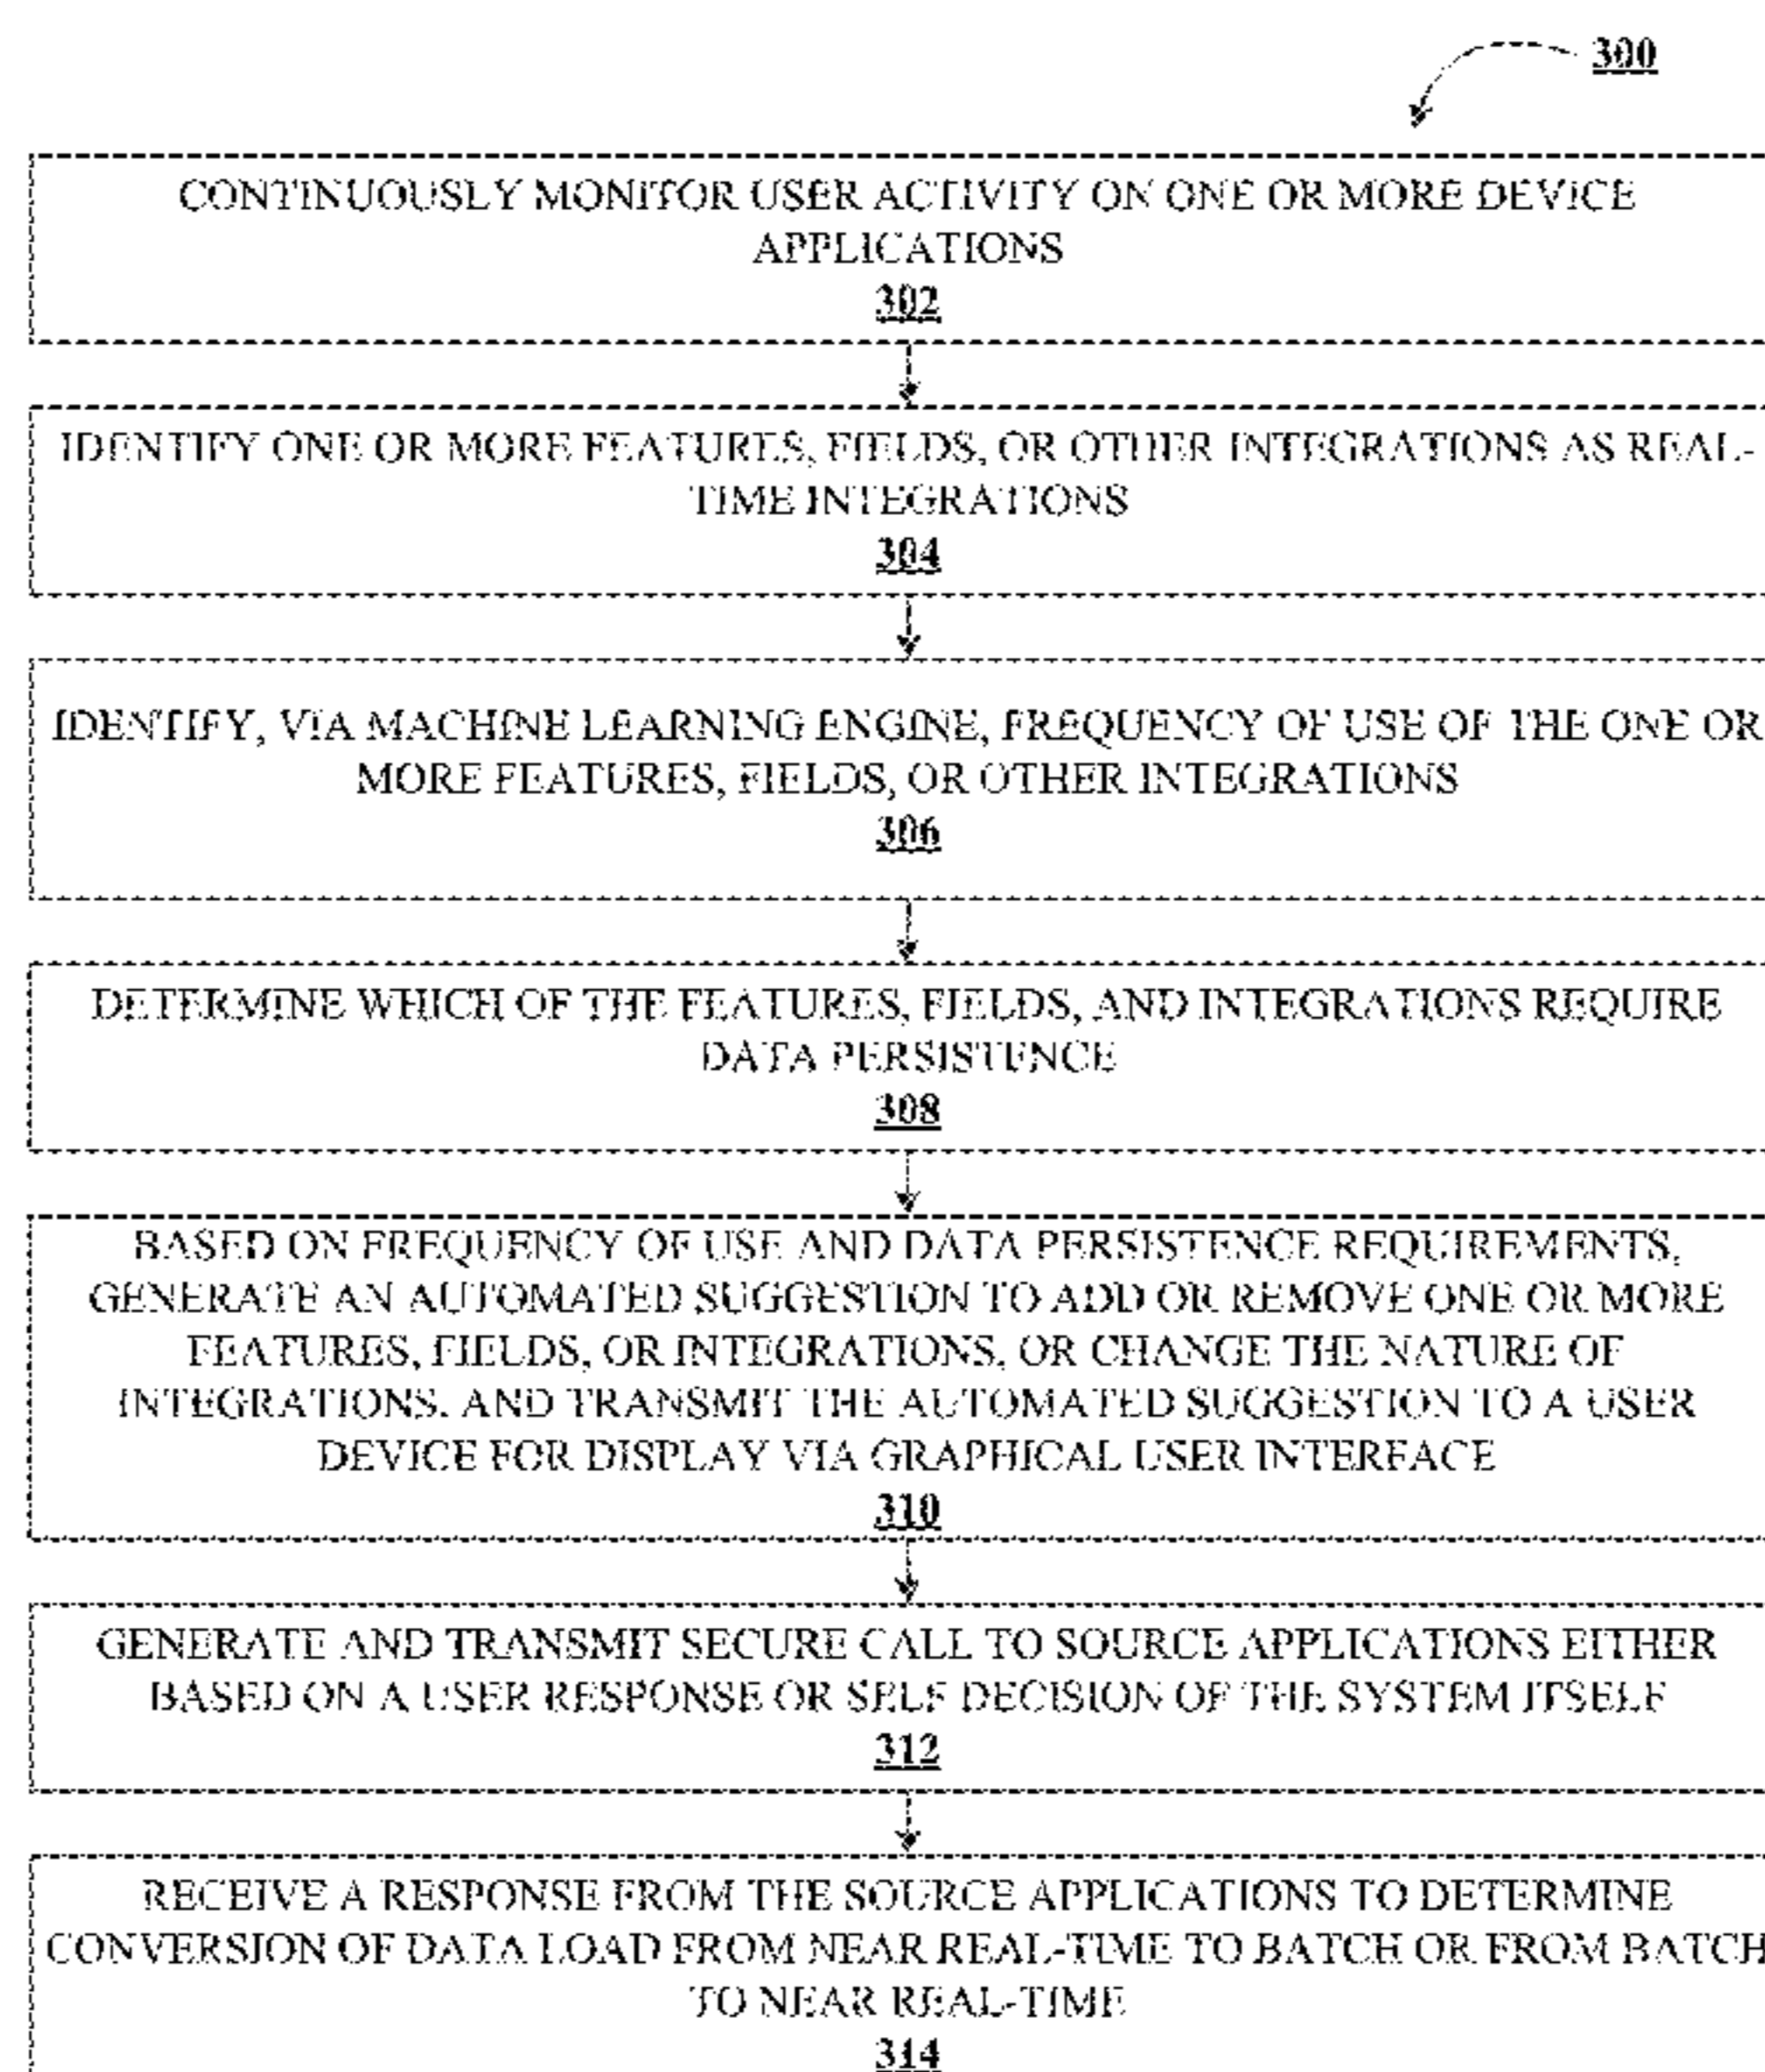 300
CONTINUOUSLY MONITOR USER ACTIVITY ON ONE OR MORE DEVICE
APPLICATIONS
302
IDENTIFY ONE OR MORE FEATURES, FIELDS, OR OTHER INTEGRATIONS AS REAL-
TIME INTEGRATIONS
304
IDENTIFY, VIA MACHINE LEARNING ENGINE, FREQUENCY OF USE OF THE ONE OR
MORE FEATURES, FIELDS, OR OTHER INTEGRATIONS
306
DETERMINE WHICH OF THE FEATURES, FIELDS, AND INTEGRATIONS REQUIRE
DATA PERSISTENCE
308
BASED ON FREQUENCY OF USE AND DATA PERSISTENCE REQUIREMENTS,
GENERATE AN AUTOMATED SUGGESTION TO ADD OR REMOVE ONE OR MORE
FEATURES, FIELDS, OR INTEGRATIONS, OR CHANGE THE NATURE OF
INTEGRATIONS, AND TRANSMIT THE AUTOMATED SUGGESTION TO A USER
DEVICE FOR DISPLAY VIA GRAPHICAL USER INTERFACE
310
GENERATE AND TRANSMIT SECURE CALL TO SOURCE APPLICATIONS EITHER
BASED ON A USER RESPONSE OR SELF DECISION OF THE SYSTEM ITSELF
312
RECEIVE A RESPONSE FROM THE SOURCE APPLICATIONS TO DETERMINE
CONVERSION OF DATA LOAD FROM NEAR REAL-TIME TO BATCH OR FROM BATCH
TO NEAR REAL-TIME
314